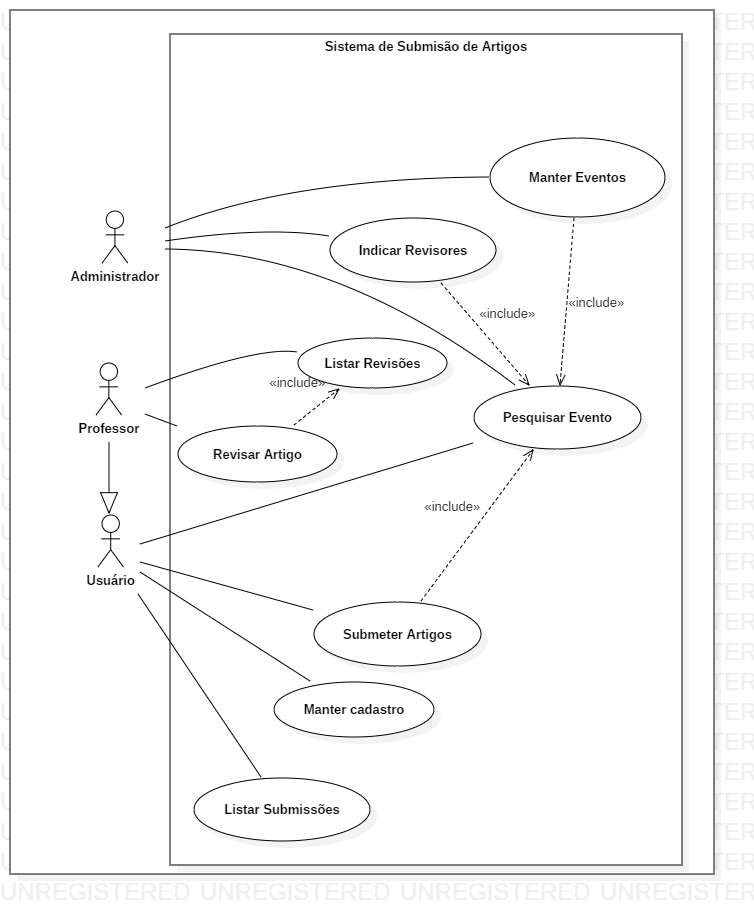 Sistema de Submisão de Artigos
Manter Eventos
Indicar Revisores
Administrador
«include»
«include»
Listar Revisões
«include»
Pesquisar Evento
Professor
Revisar Artigo
«include»
Usuário
Submeter Artigos
Manter cadastro
Listar Submissões
UNREGISTERED UNREGISTERED UNREGISTERED UNREGISTER